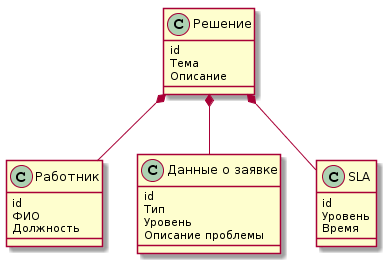 C Решение
id
Тема
Описание
C Работник
id
ФИО
Должность
C Данные о заявке
id
Тип
Уровень
Описание проблемы
C SLA
id
Уровень
Время